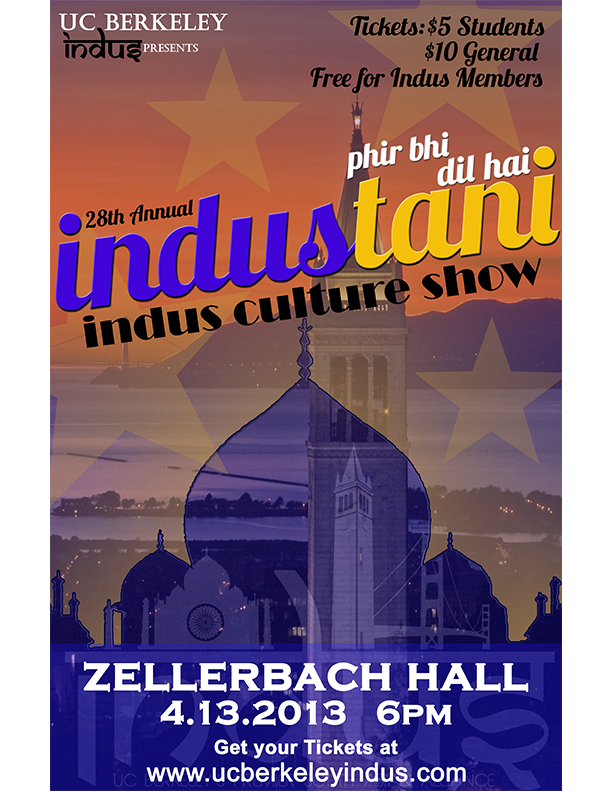 UC BERKELEY
indus PRESENTS
Tickets: $5 Students
$10 General
Free for Indus Members
phir bhi
dil hai
28th Annual
industani
indus culture show
ZELLERBACH HALL
4.13.2013 6PM
Get your Tickets at
www.ucberkeleyindus.com